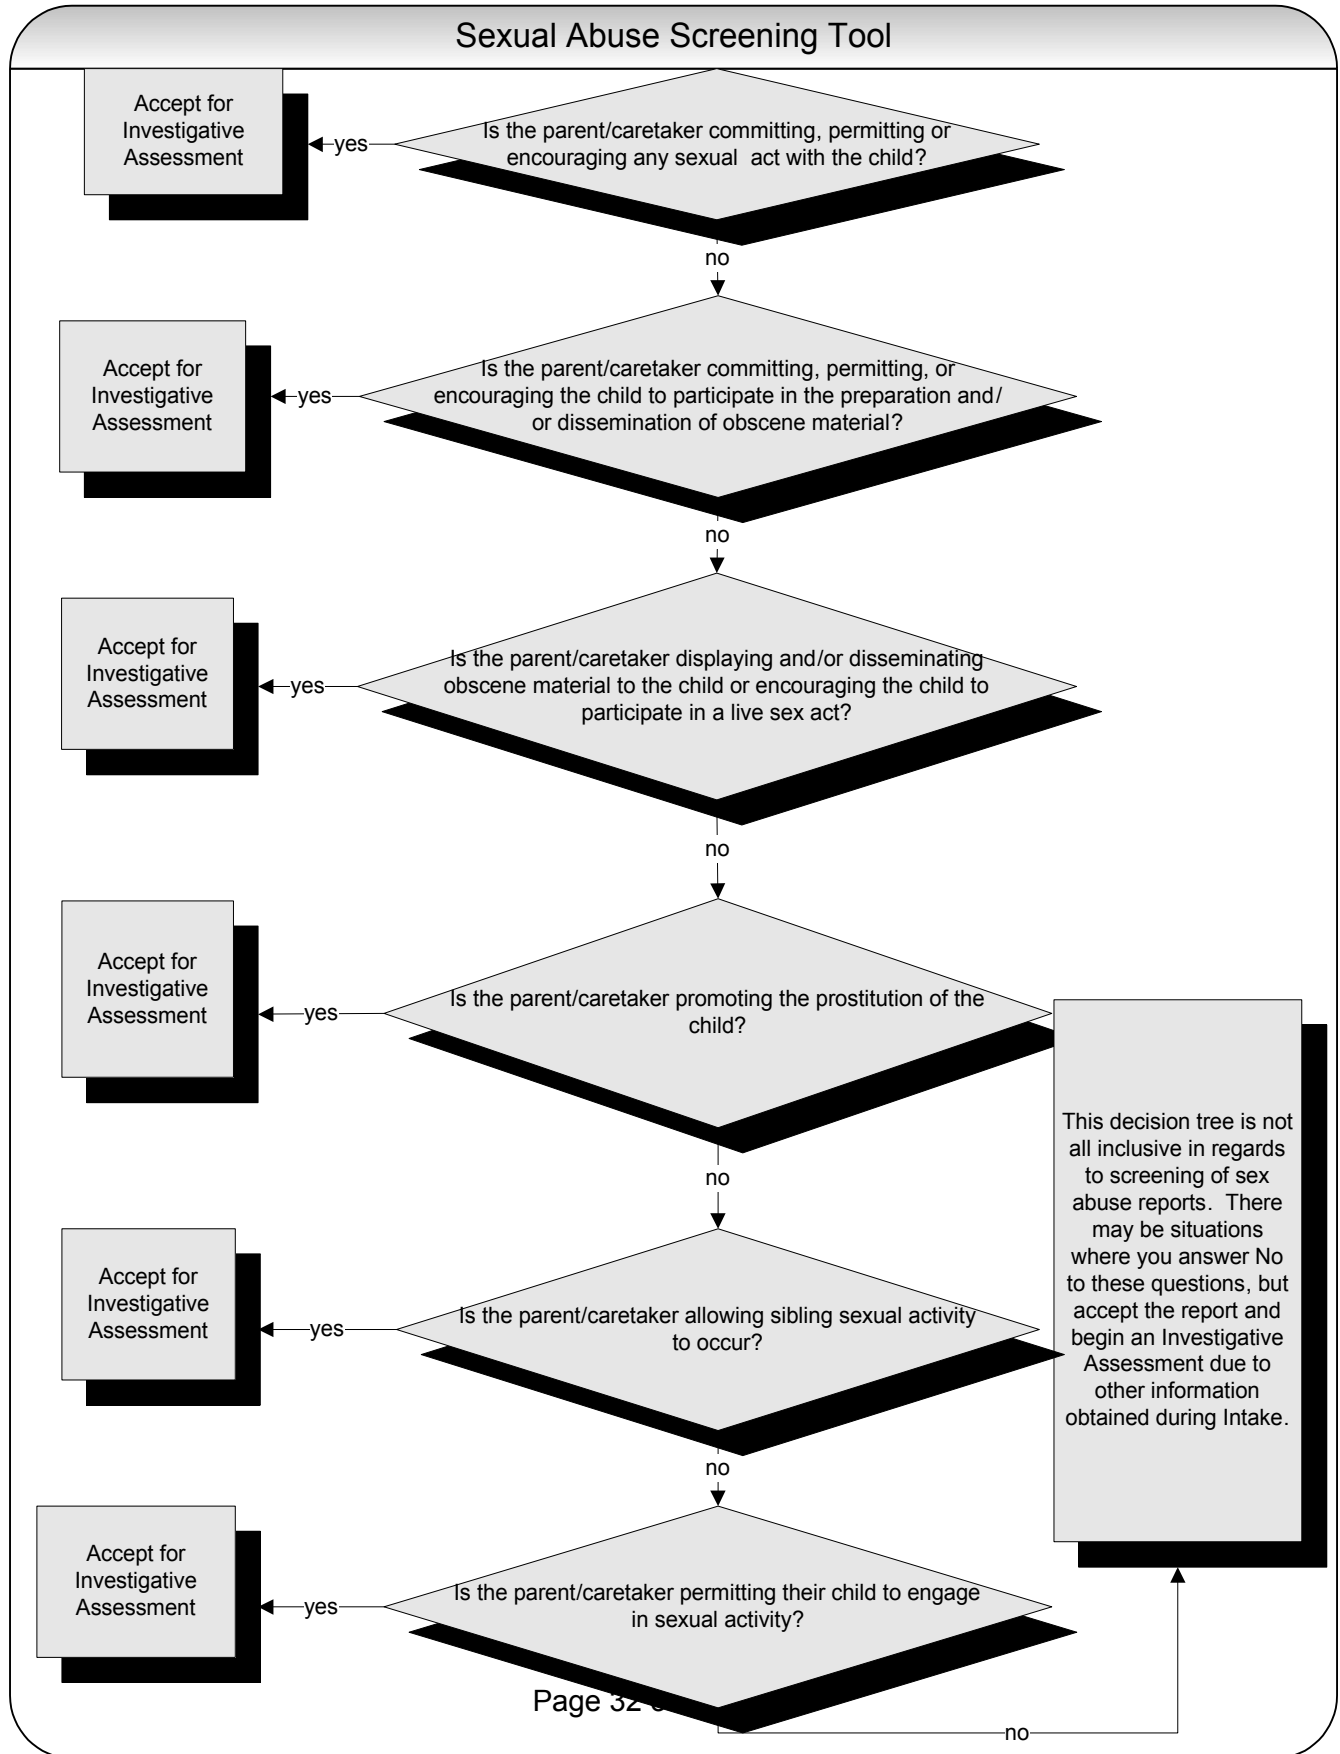 Sexual Abuse Screening Tool
Accept for
Investigative
Assessment
yes
Is the parent/caretaker committing, permitting or
encouraging any sexual act with the child?
no
Accept for
Investigative
Assessment
yes
Is the parent/caretaker committing, permitting, or
encouraging the child to participate in the preparation and/
or dissemination of obscene material?
no
Accept for
Investigative
Assessment
yes
Is the parent/caretaker displaying and/or disseminating
obscene material to the child or encouraging the child to
participate in a live sex act?
no
Accept for
Investigative
Assessment
yes
Is the parent/caretaker promoting the prostitution of the
child?
no
Accept for
Investigative
Assessment
yes
Is the parent/caretaker allowing sibling sexual activity
to occur?
no
Accept for
Investigative
Assessment
yes
Is the parent/caretaker permitting their child to engage
in sexual activity?
no
This decision tree is not
all inclusive in regards
to screening of sex
abuse reports. There
may be situations
where you answer No
to these questions, but
accept the report and
begin an Investigative
Assessment due to
other information
obtained during Intake.
Page 32